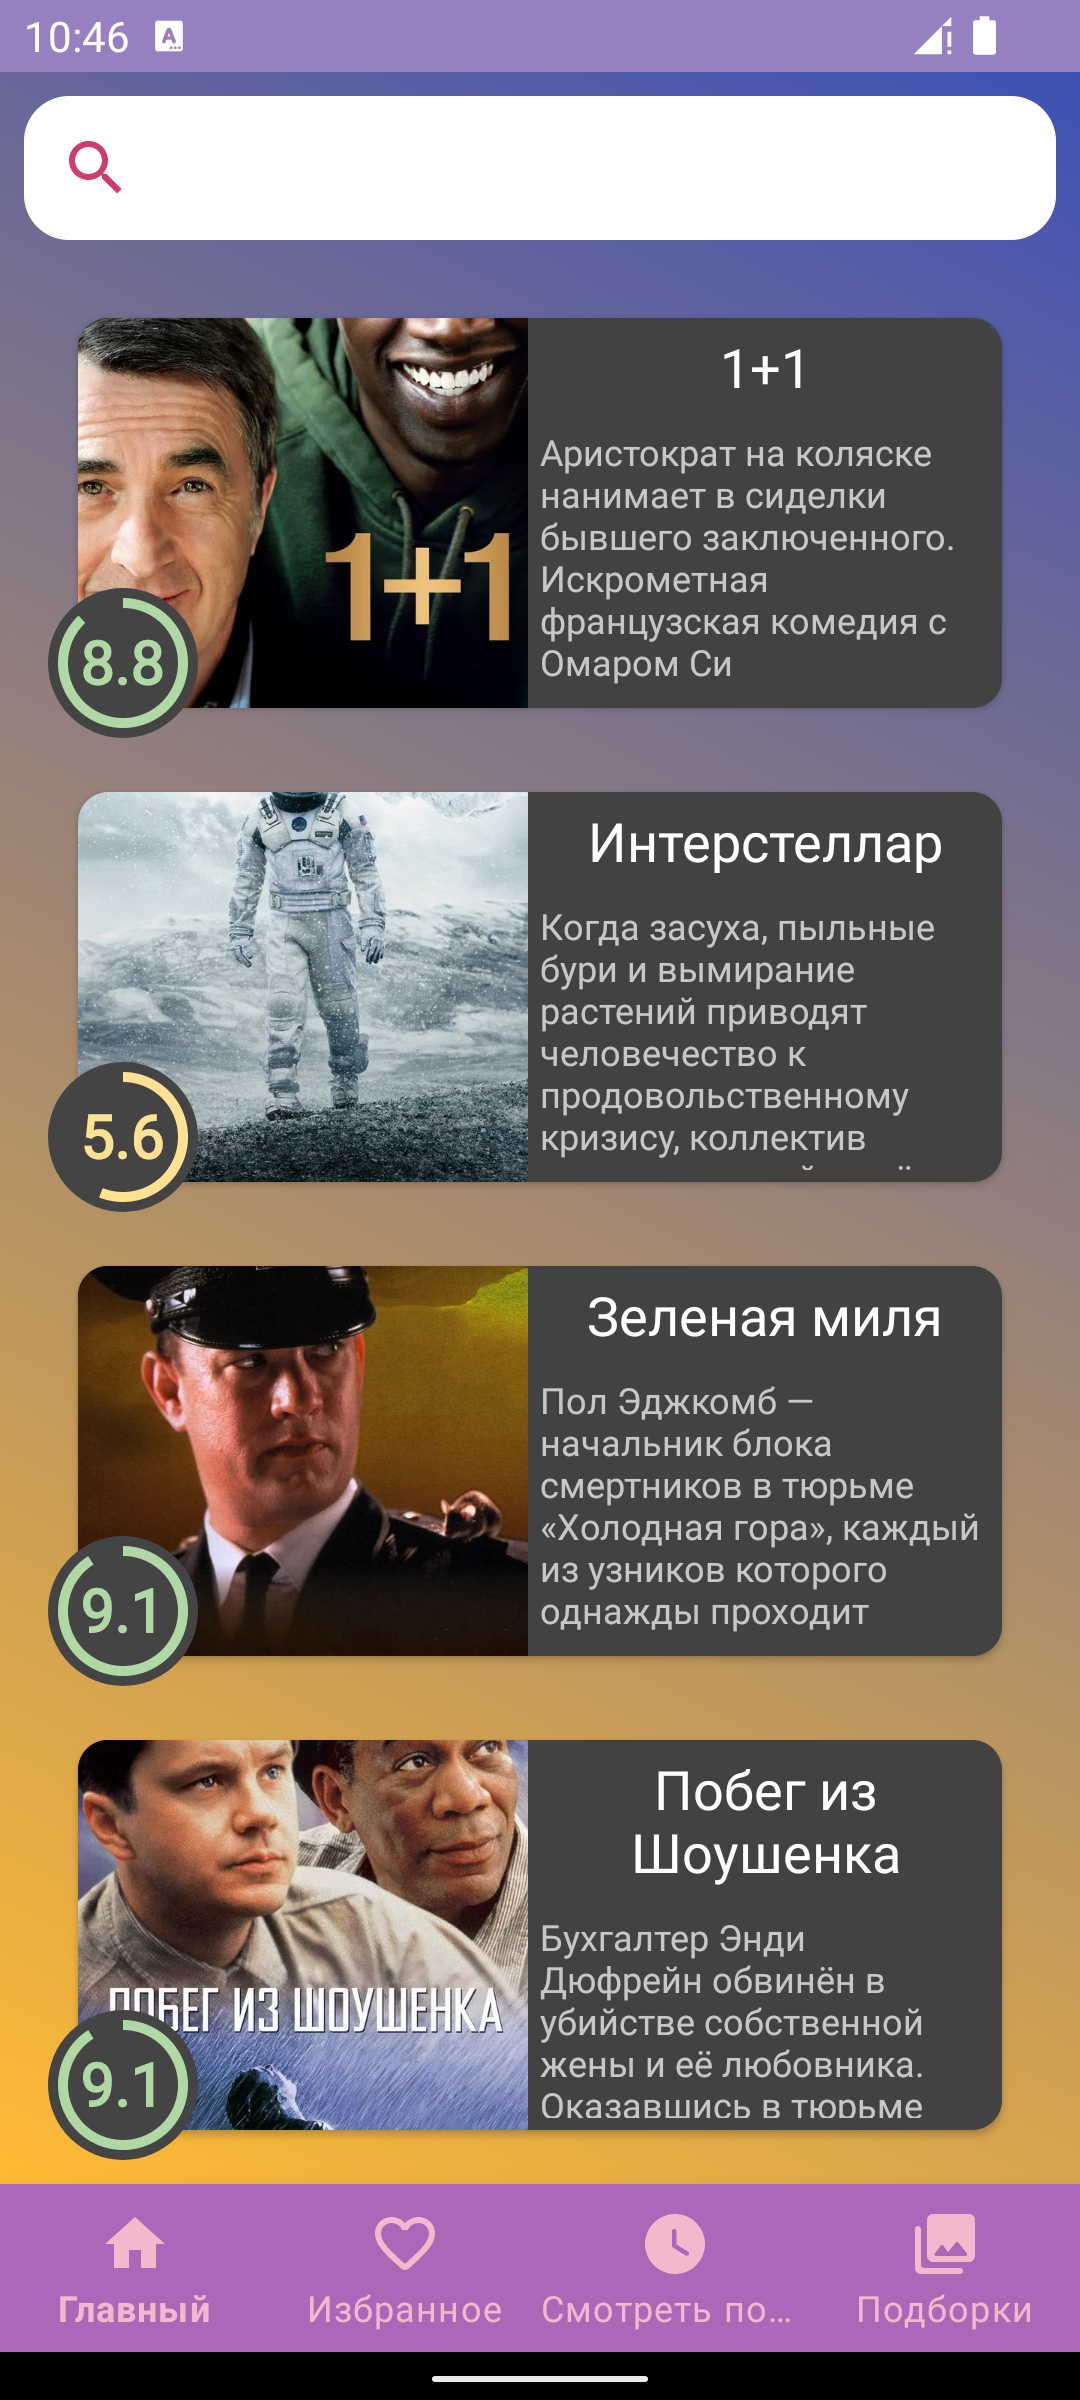 10:46
1+1
1+1
Аристократ на коляске
нанимает в сиделки
бывшего заключенного.
Искрометная
французская комедия с
Омаром Си
8.8
Интерстеллар
Когда засуха, пыльные
бури и вымирание
растений приводят
человечество к
продовольственному
кризису, коллектив
5.6
Зеленая миля
Пол Эджкомб —
начальник блока
смертников в тюрьме
«Холодная гора», каждый
из узников которого
однажды проходит
9.1
Побег из
Шоушенка
Бухгалтер Энди
Дюфрейн обвинён в
убийстве собственной
жены и её любовника.
Оказавшись в тюрьме
ПОБЕГ ИЗ ШОУШЕНКА
9.1
Главный
Избранное
Смотреть по...
Подборки